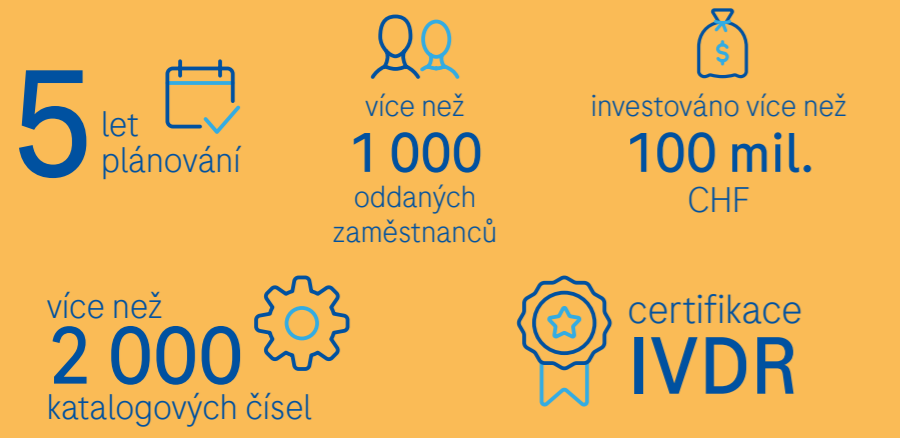 5 let
plánování
více než
1 000
oddaných
zaměstnanců
investováno více než
100 mil.
CHF
$
více než
2 000
katalogových čísel
certifikace
IVDR